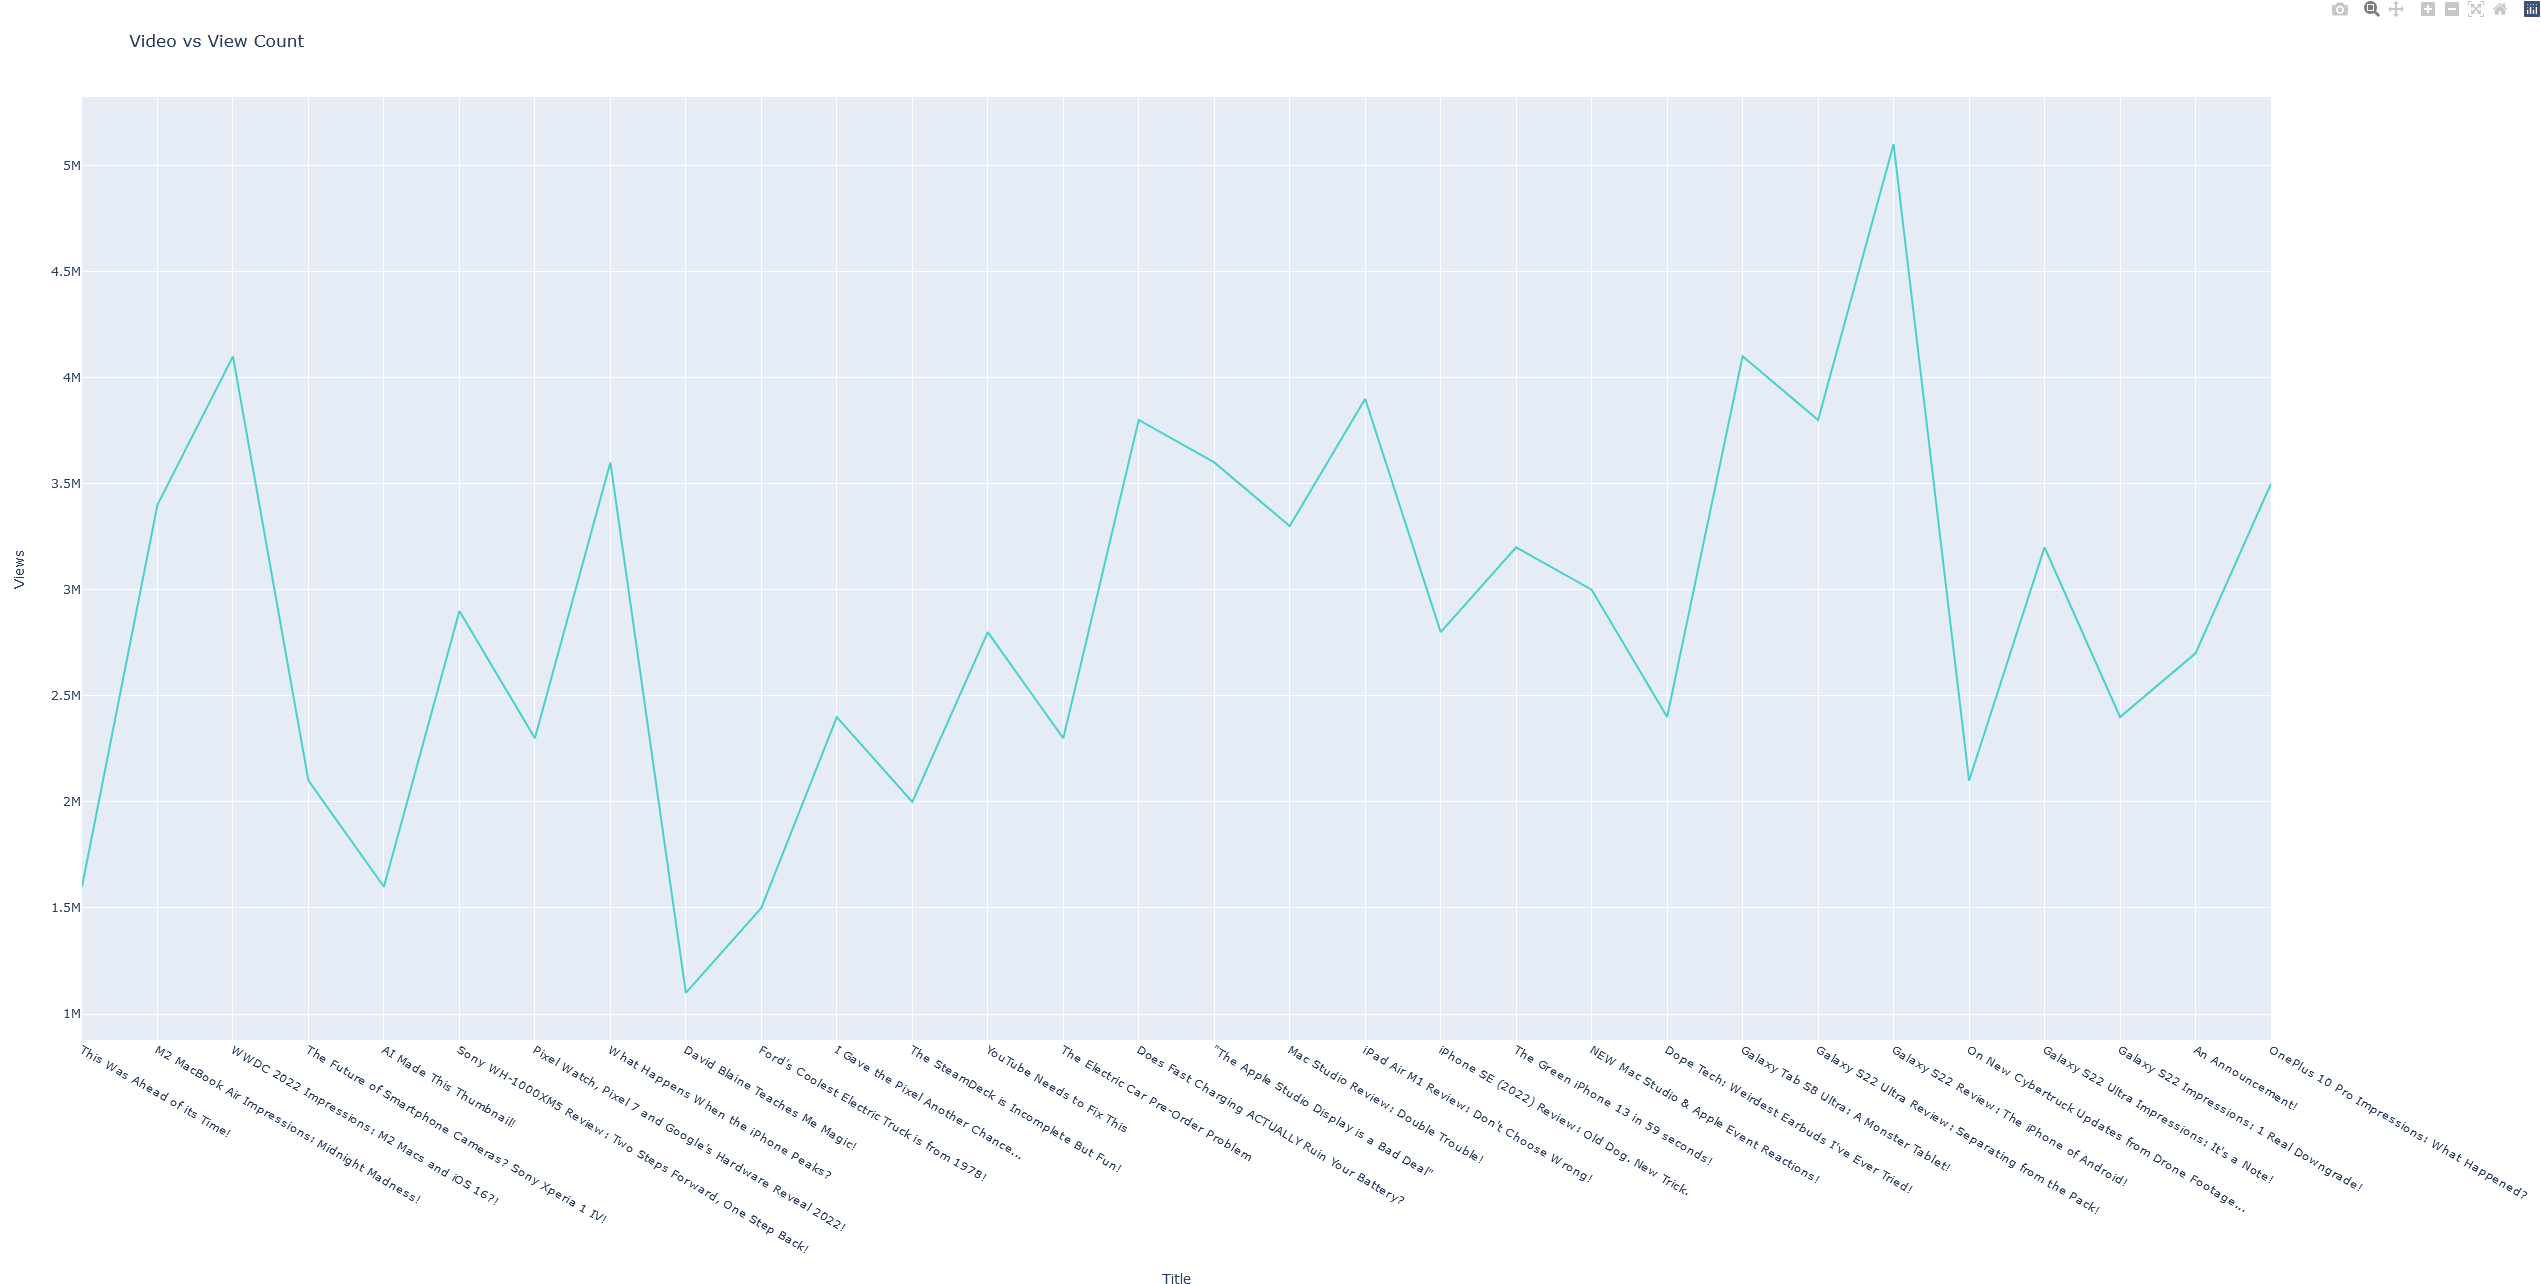 Video vs View Count
5M
4.5M
4M
3.5M
3M
2.5M
2M
1.5M
1M
Views
This Was Ahead of its Time!
M2 MacBook Air Impressions: Midnight Madness!
WWDC 2022 Impressions: M2 Macs and iOS 16?!
The Future of Smartphone Cameras? Sony Xperia 1 IV!
AI Made This Thumbnail!
Sony WH-1000XM5 Review: Two Steps Forward, One Step Back!
Pixel Watch, Pixel 7 and Google's Hardware Reveal 2022!
What Happens When the iPhone Peaks?
David Blaine Teaches Me Magic!
Ford's Coolest Electric Truck is from 1978!
I Gave the Pixel Another Chance...
The SteamDeck is Incomplete But Fun!
YouTube Needs to Fix This
The Electric Car Pre-Order Problem
Does Fast Charging ACTUALLY Ruin Your Battery?
"The Apple Studio Display is a Bad Deal"
Mac Studio Review: Double Trouble!
iPad Air M1 Review: Don't Choose Wrong!
iPhone SE (2022) Review: Old Dog, New Trick.
The Green iPhone 13 in 59 seconds!
NEW Mac Studio & Apple Event Reactions!
Dope Tech: Weirdest Earbuds I've Ever Tried!
Galaxy Tab S8 Ultra: A Monster Tablet!
Galaxy S22 Ultra Review: Separating from the Pack!
Galaxy S22 Review: The iPhone of Android!
On New Cybertruck Updates from Drone Footage...
Galaxy S22 Ultra Impressions: It's a Note!
Galaxy S22 Impressions: 1 Real Downgrade!
An Announcement!
OnePlus 10 Pro Impressions: What Happened?
Title